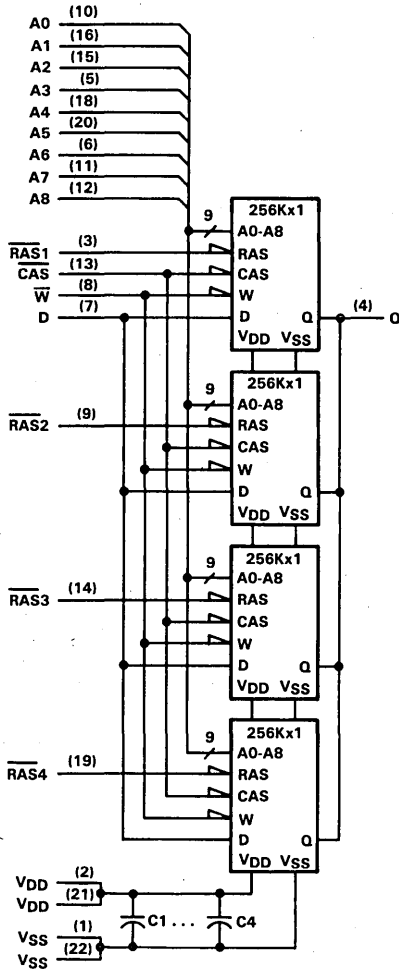 A0 (10)
A1 (16)
A2 (15)
A3 (5)
A4 (18)
A5 (20)
A6 (6)
A7 (11)
A8 (12)
256Kx1
9 A0-A8
RAS1 (3) RAS
CAS (13) CAS
W (8) W
D (7) D Q (4) Q
VDD VSS
256Kx1
9 A0-A8
RAS2 (9) RAS
CAS
W
D Q
VDD VSS
256Kx1
9 A0-A8
RAS3 (14) RAS
CAS
W
D Q
VDD VSS
256Kx1
9 A0-A8
RAS4 (19) RAS
CAS
W
D Q
VDD VSS
VDD (2)
VDD (21)
C1 ... C4
VSS (1)
VSS (22)